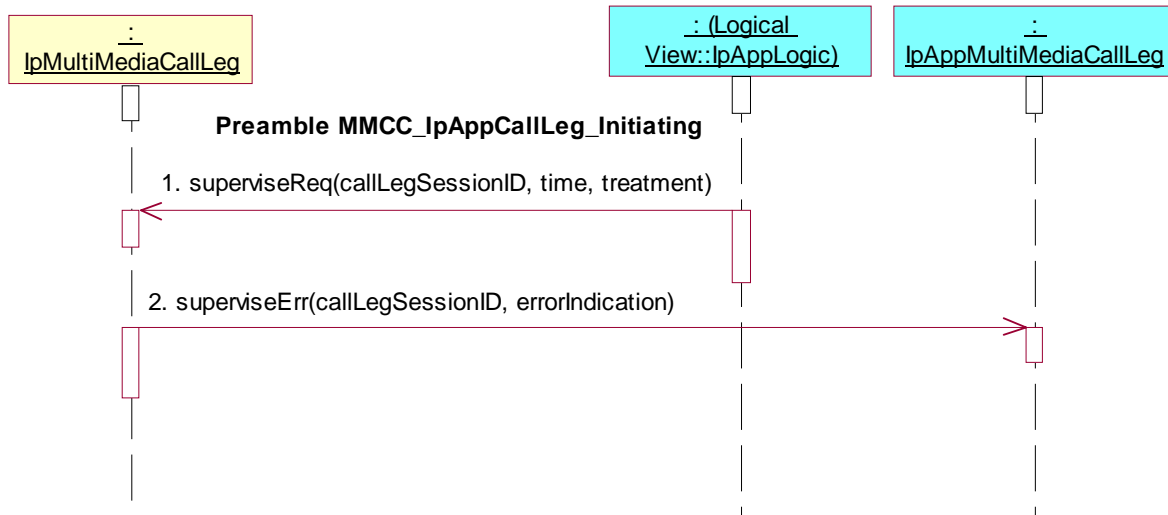 :
IpMultiMediaCallLeg
: (Logical
View::IpAppLogic)
:
IpAppMultiMediaCallLeg
Preamble MMCC_IpAppCallLeg_Initiating
1. superviseReq(callLegSessionID, time, treatment)
2. superviseErr(callLegSessionID, errorIndication)